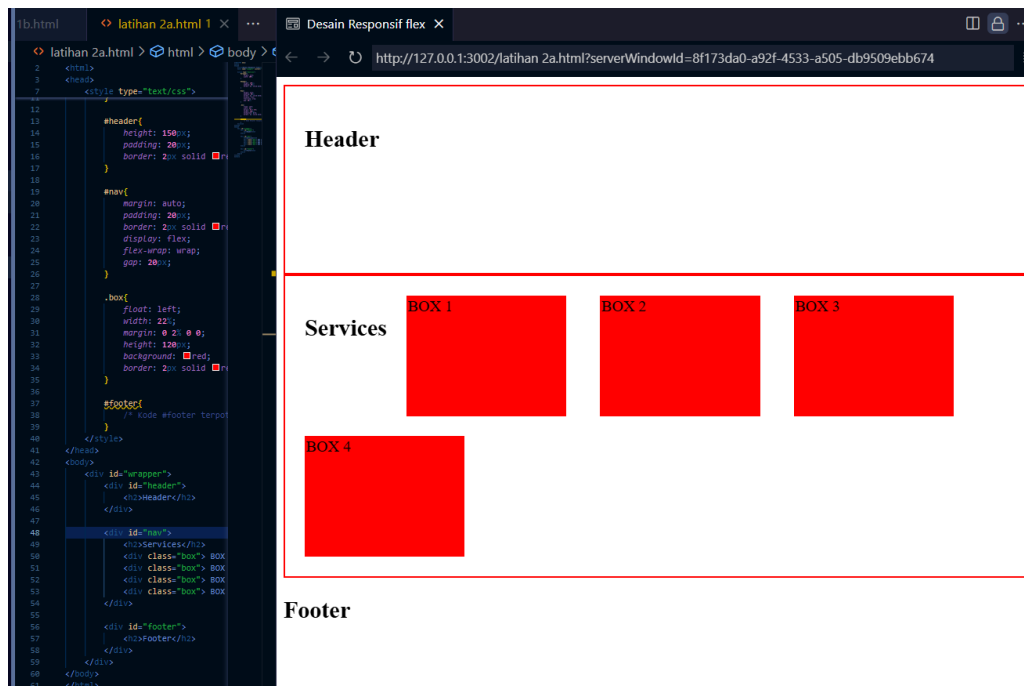 1b.html
<> latihan 2a.html 1 × ···
Desain Responsif flex ×
<> latihan 2a.html > html > body >
http://127.0.0.1:3002/latihan 2a.html?serverWindowId=8f173da0-a92f-4533-a505-db9509ebb674
2 <html>
3 <head>
7 <style type="text/css">
11 }
12
13 #header{
14 height: 150px;
15 padding: 20px;
16 border: 2px solid
17 }
18
19 #nav{
20 margin: auto;
21 padding: 20px;
22 border: 2px solid
23 display: flex;
24 flex-wrap: wrap;
25 gap: 20px;
26 }
27
28 .box{
29 float: left;
30 width: 22%;
31 margin: 0 2% 0 0;
32 height: 120px;
33 background: red;
34 border: 2px solid
35 }
36
37 #footer{
38 /* Kode #footer terpot
39 }
40 </style>
41 </head>
42 <body>
43 <div id="wrapper">
44 <div id="header">
45 <h2>Header</h2>
46 </div>
47
48 <div id="nav">
49 <h2>Services</h2>
50 <div class="box"> BOX
51 <div class="box"> BOX
52 <div class="box"> BOX
53 <div class="box"> BOX
54 </div>
55
56 <div id="footer">
57 <h2>Footer</h2>
58 </div>
59 </div>
60 </body>
61 </html>
Header
Services
BOX 1
BOX 2
BOX 3
BOX 4
Footer